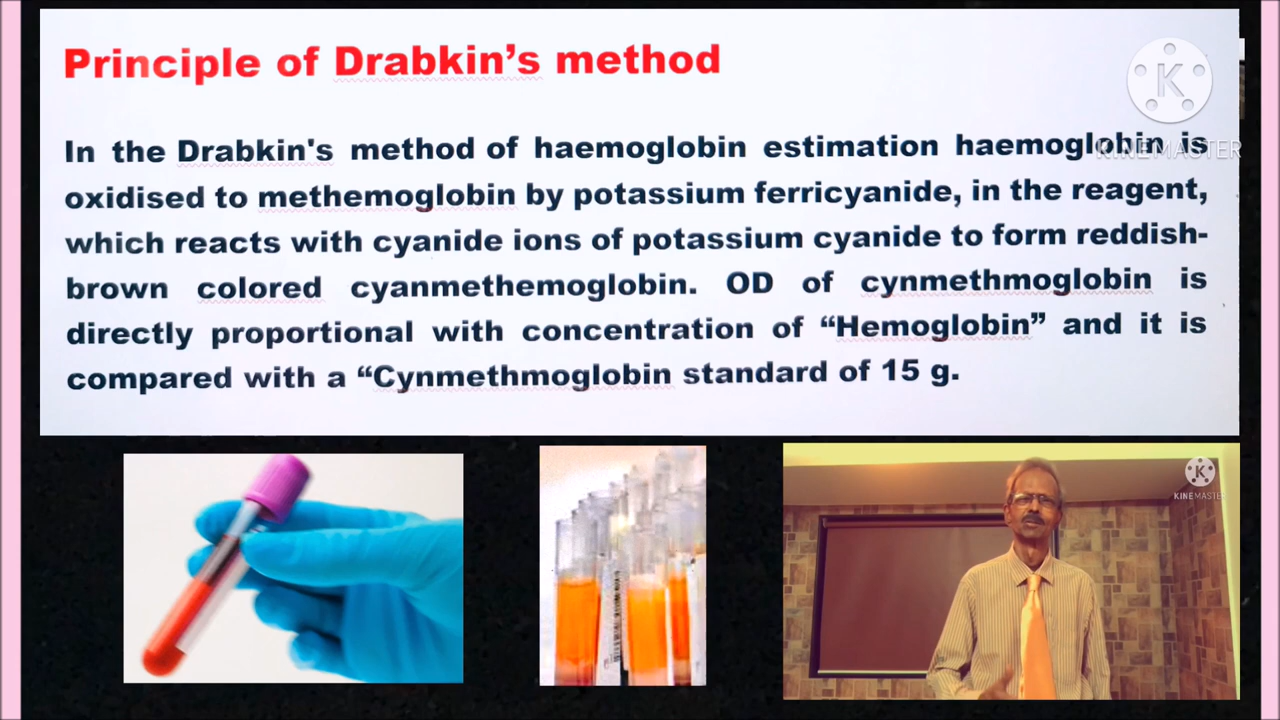 Principle of Drabkin’s method
K
KINEMASTER
In the Drabkin's method of haemoglobin estimation haemoglobin is
oxidised to methemoglobin by potassium ferricyanide, in the reagent,
which reacts with cyanide ions of potassium cyanide to form reddish-
brown colored cyanmethemoglobin. OD of cynmethmoglobin is
directly proportional with concentration of “Hemoglobin” and it is
compared with a “Cynmethmoglobin standard of 15 g.
K
KINEMASTER